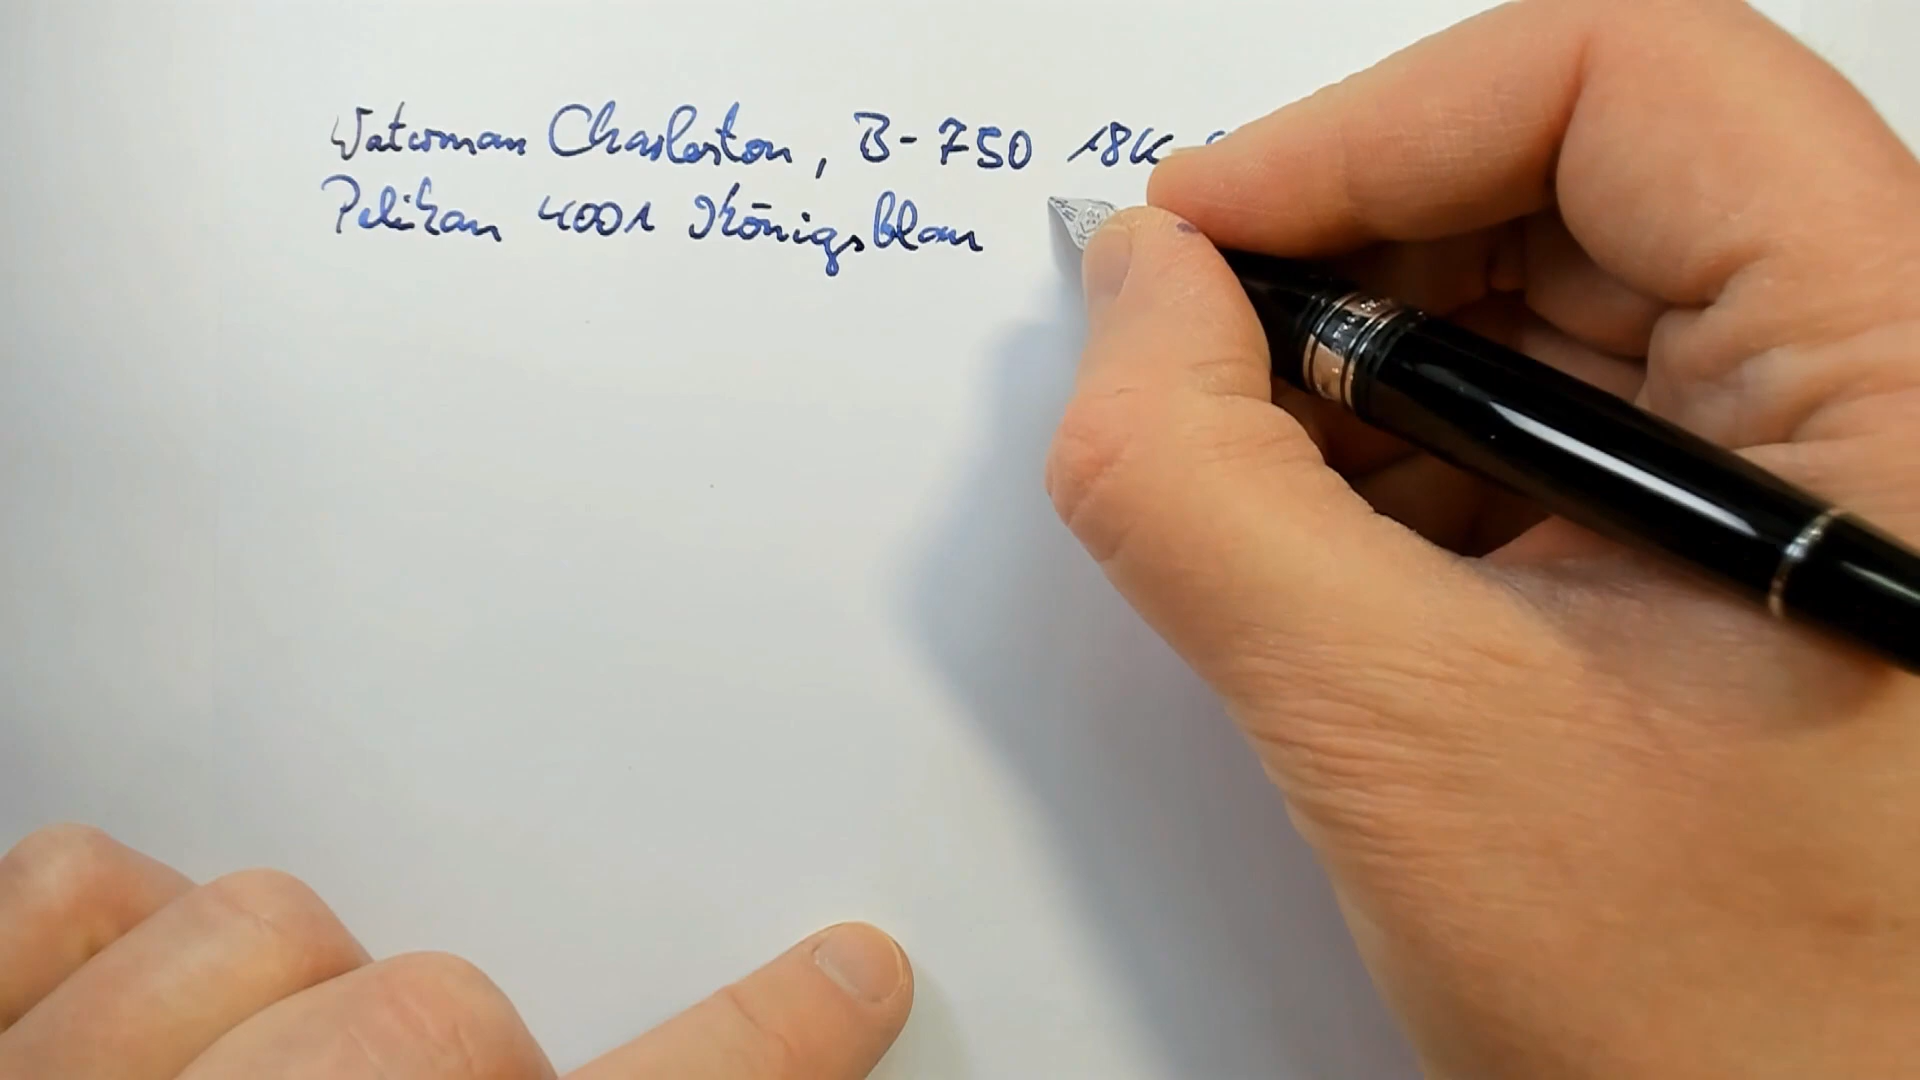 Waterman Charleston, B - 750 18K
Pelikan 4001 Königsblau